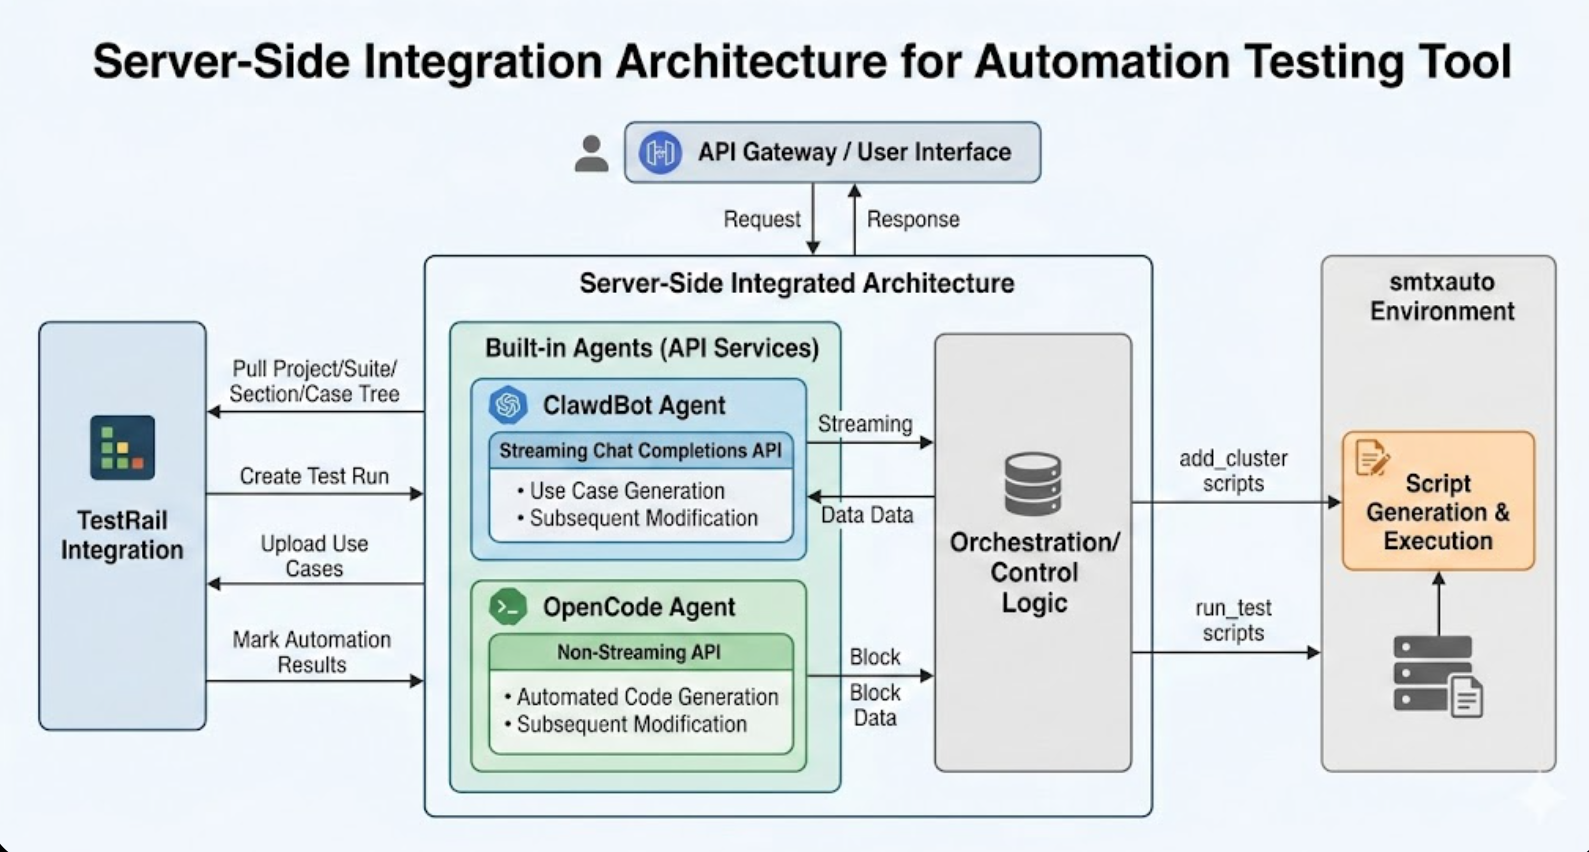 Server-Side Integration Architecture for Automation Testing Tool
API Gateway / User Interface
Request
Response
Server-Side Integrated Architecture
smtxauto
Environment
TestRail
Integration
Pull Project/Suite/
Section/Case Tree
Create Test Run
Upload Use
Cases
Mark Automation
Results
Built-in Agents (API Services)
ClawdBot Agent
Streaming Chat Completions API
• Use Case Generation
• Subsequent Modification
OpenCode Agent
Non-Streaming API
• Automated Code Generation
• Subsequent Modification
Streaming
Data Data
Block
Block
Data
Orchestration/
Control
Logic
add_cluster
scripts
run_test
scripts
Script
Generation &
Execution